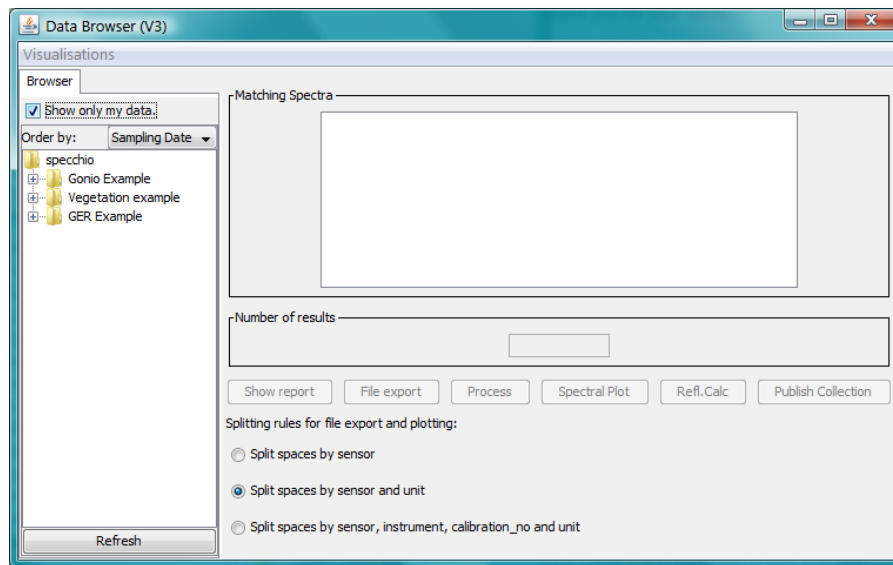 Data Browser (V3)
Visualisations
Browser
Show only my data.
Order by: Sampling Date
specchio
Gonio Example
Vegetation example
GER Example
Refresh
Matching Spectra
Number of results
Show report File export Process Spectral Plot Refl.Calc Publish Collection
Splitting rules for file export and plotting:
Split spaces by sensor
Split spaces by sensor and unit
Split spaces by sensor, instrument, calibration_no and unit